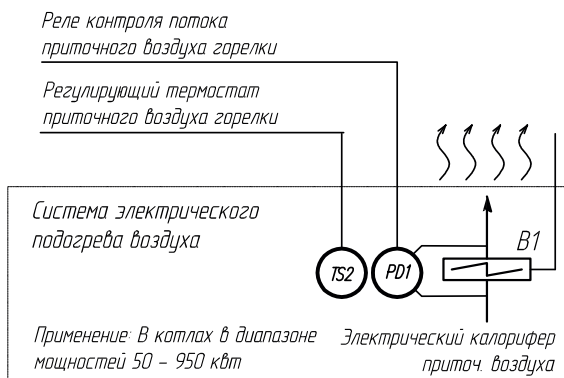 Реле контроля потока
приточного воздуха горелки
Регулирующий термостат
приточного воздуха горелки
Система электрического
подогрева воздуха
B1
TS2
PD1
Применение: В котлах в диапазоне
мощностей 50 – 950 квт
Электрический калорифер
приточ. воздуха